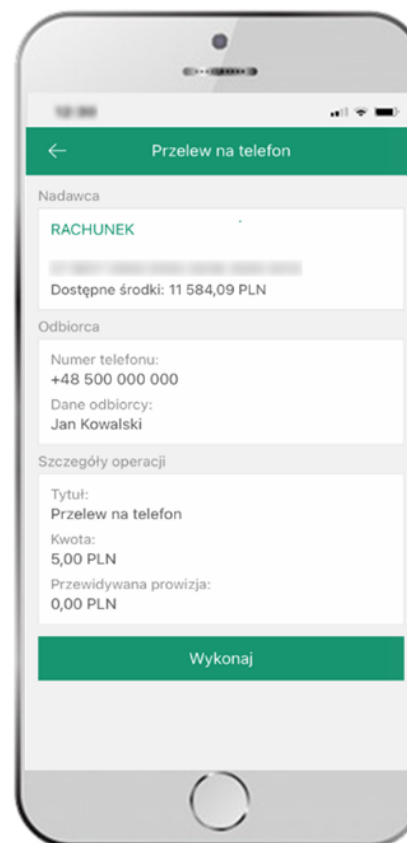 Przelew na telefon
Nadawca
RACHUNEK
Dostępne środki: 11 584,09 PLN
Odbiorca
Numer telefonu:
+48 500 000 000
Dane odbiorcy:
Jan Kowalski
Szczegóły operacji
Tytuł:
Przelew na telefon
Kwota:
5,00 PLN
Przewidywana prowizja:
0,00 PLN
Wykonaj